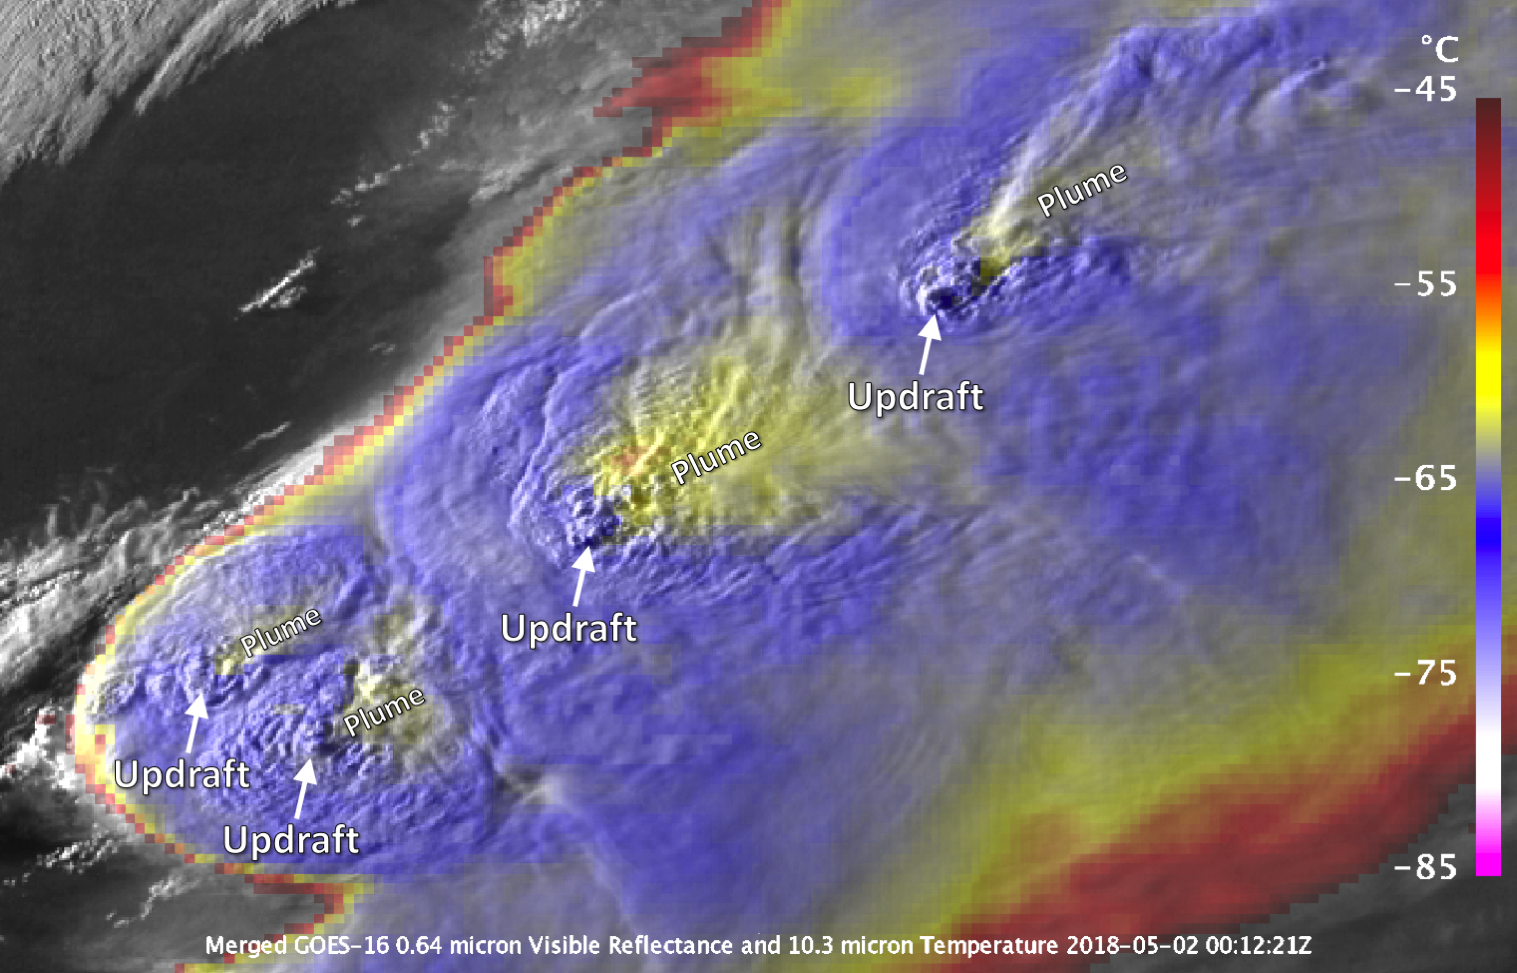 °C
-45
Plume
-55
Updraft
Plume
-65
Updraft
Plume
-75
Plume
Updraft
Updraft
-85
Merged GOES-16 0.64 micron Visible Reflectance and 10.3 micron Temperature 2018-05-02 00:12:21Z